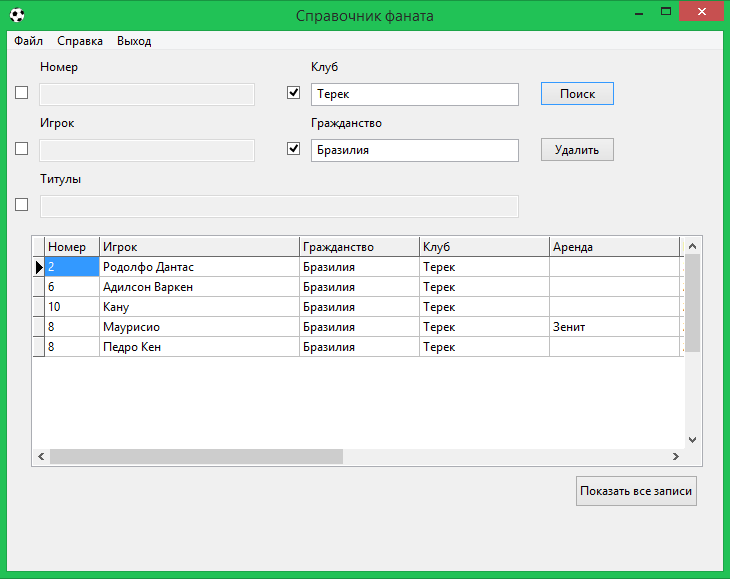 Справочник фаната
Файл Справка Выход
Номер Клуб
Терек Поиск
Игрок Гражданство
Бразилия Удалить
Титулы
Номер Игрок Гражданство Клуб Аренда
2 Родолфо Дантас Бразилия Терек
6 Адилсон Варкен Бразилия Терек
10 Кану Бразилия Терек
8 Маурисио Бразилия Терек Зенит
8 Педро Кен Бразилия Терек
Показать все записи